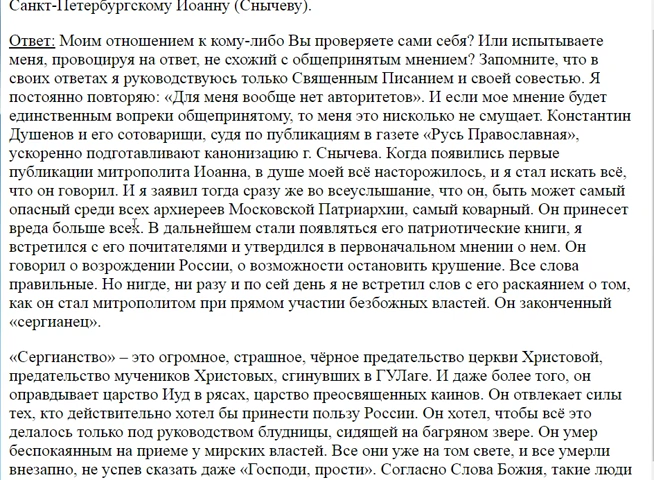 Санкт-Петербургскому Иоанну (Снычеву).
Ответ: Моим отношением к кому-либо Вы проверяете сами себя? Или испытываете
меня, провоцируя на ответ, не схожий с общепринятым мнением? Запомните, что в
своих ответах я руководствуюсь только Священным Писанием и своей совестью. Я
постоянно повторяю: «Для меня вообще нет авторитетов». И если мое мнение будет
единственным вопреки общепринятому, то меня это нисколько не смущает. Константин
Душенов и его сотоварищи, судя по публикациям в газете «Русь Православная»,
ускоренно подготавливают канонизацию г. Снычева. Когда появились первые
публикации митрополита Иоанна, в душе моей всё насторожилось, и я стал искать всё,
что он говорил. И я заявил тогда сразу же во всеуслышание, что он, быть может самый
опасный среди всех архиереев Московской Патриархии, самый коварный. Он принесет
вреда больше всех. В дальнейшем стали появляться его патриотические книги, я
встретился с его почитателями и утвердился в первоначальном мнении о нем. Он
говорил о возрождении России, о возможности остановить крушение. Все слова
правильные. Но нигде, ни разу и по сей день я не встретил слов с его раскаянием о том,
как он стал митрополитом при прямом участии безбожных властей. Он законченный
«сергианец».
«Сергианство» – это огромное, страшное, чёрное предательство церкви Христовой,
предательство мучеников Христовых, сгинувших в ГУЛаге. И даже более того, он
оправдывает царство Иуд в рясах, царство преосвященных каинов. Он отвлекает силы
тех, кто действительно хотел бы принести пользу России. Он хотел, чтобы всё это
делалось только под руководством блудницы, сидящей на багряном звере. Он умер
беспокаянным на приеме у мирских властей. Все они уже на том свете, и все умерли
внезапно, не успев сказать даже «Господи, прости». Согласно Слова Божия, такие люди